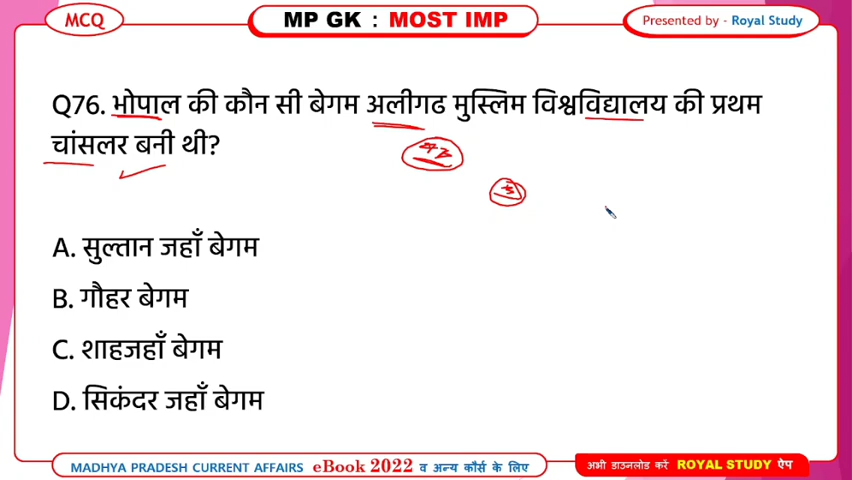 MCQ
MP GK : MOST IMP
Presented by - Royal Study
Q76. भोपाल की कौन सी बेगम अलीगढ मुस्लिम विश्वविद्यालय की प्रथम
चांसलर बनी थी?
A. सुल्तान जहाँ बेगम
B. गौहर बेगम
C. शाहजहाँ बेगम
D. सिकंदर जहाँ बेगम
MADHYA PRADESH CURRENT AFFAIRS eBook 2022 व अन्य कौर्स के लिए
अभी डाउनलोड करें ROYAL STUDY ऐप